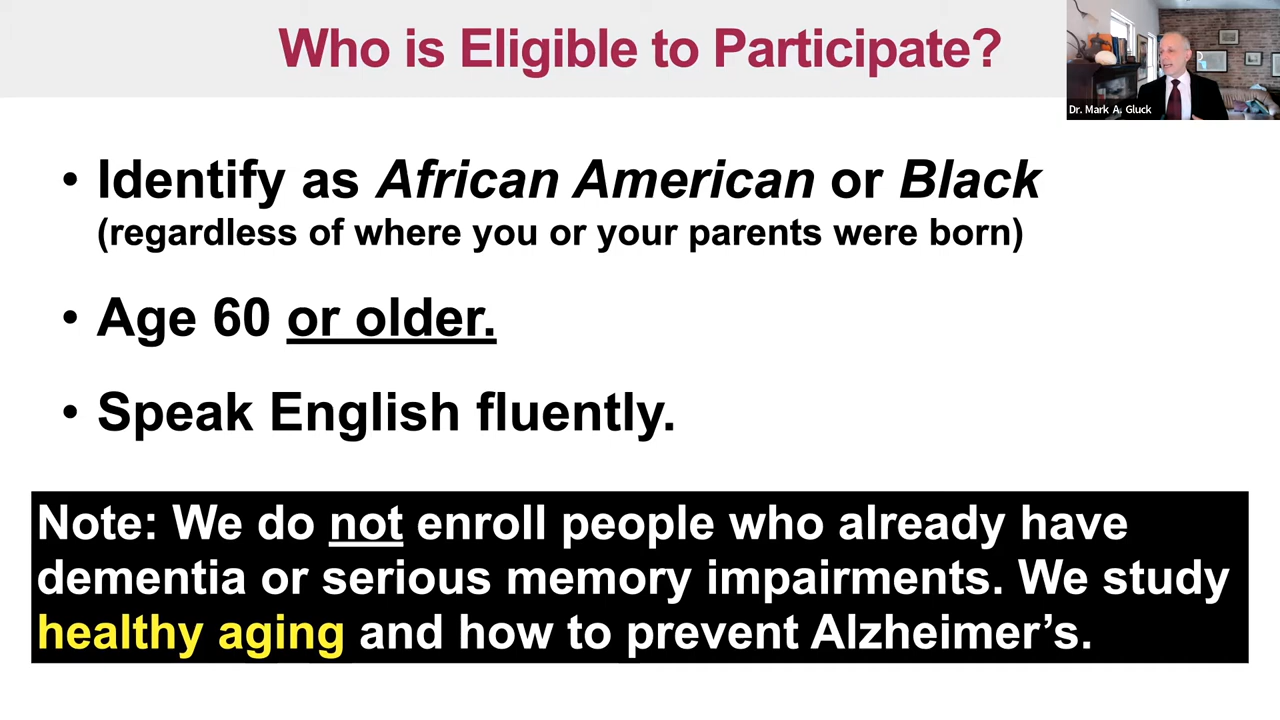 Who is Eligible to Participate?
Dr. Mark A. Gluck
• Identify as African American or Black
(regardless of where you or your parents were born)
• Age 60 or older.
• Speak English fluently.
Note: We do not enroll people who already have
dementia or serious memory impairments. We study
healthy aging and how to prevent Alzheimer’s.